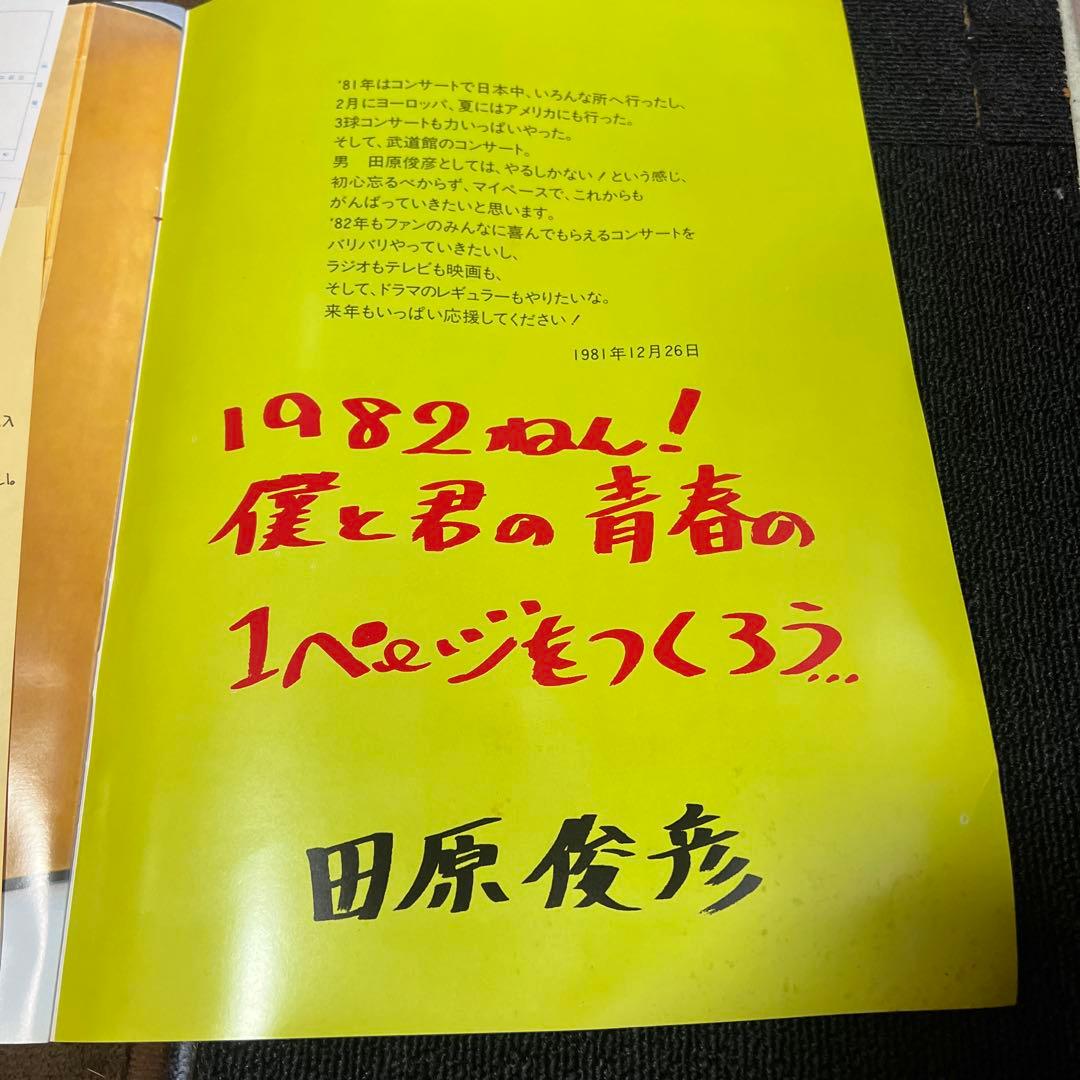 '81年はコンサートで日本中、いろんな所へ行ったし、
2月にヨーロッパ、夏にはアメリカにも行った。
3球コンサートも力いっぱいやった。
そして、武道館のコンサート。
男　田原俊彦としては、やるしかない！という感じ、
初心忘るべからず、マイペースで、これからも
がんばっていきたいと思います。
'82年もファンのみんなに喜んでもらえるコンサートを
バリバリやっていきたいし、
ラジオもテレビも映画も、
そして、ドラマのレギュラーもやりたいな。
来年もいっぱい応援してください！
1981年12月26日
1982ねん！
僕と君の青春の
1ページをつくろう…
田原俊彦
入